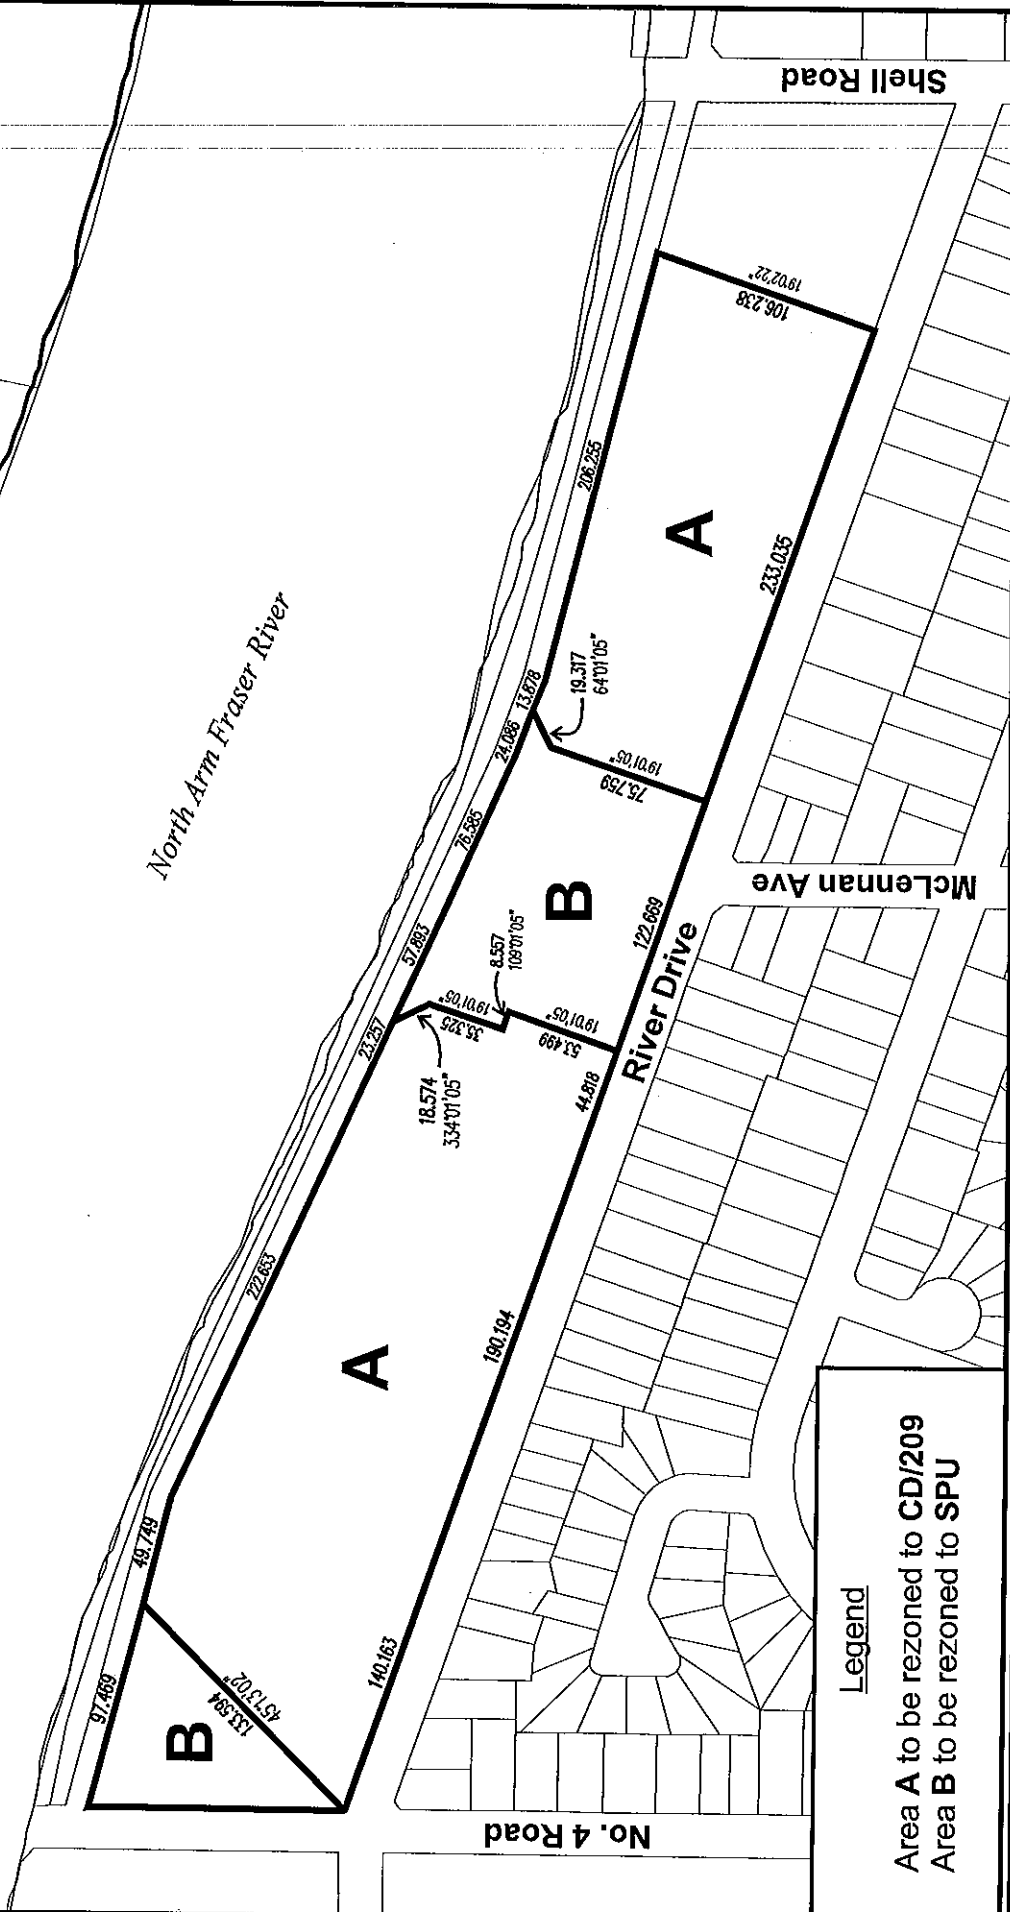 North Arm Fraser River
Shell Road
No. 4 Road
McLennan Ave
River Drive
97.469
49.749
222.653
23.257
57.893
76.585
24.086
13.878
206.255
106.238
19°02'22"
233.035
19.317
64°01'05"
75.759
19°01'05"
122.669
8.557
109°01'05"
35.325
19°01'05"
53.499
19°01'05"
18.574
334°01'05"
44.818
190.194
140.163
133.594
45°13'02"
B
A
B
A
Legend
Area A to be rezoned to CD/209
Area B to be rezoned to SPU